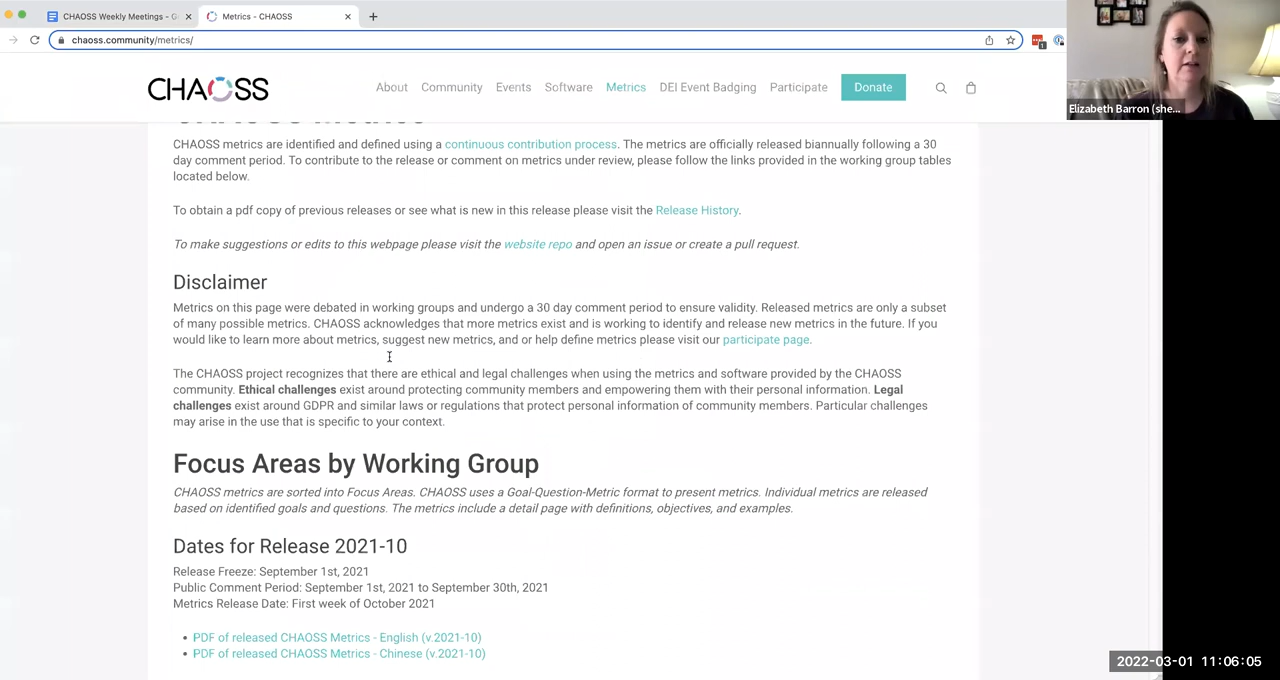 CHAOSS Weekly Meetings - G
Metrics - CHAOSS
chaoss.community/metrics/
1
Elizabeth Barron (she...
CHAOSS
About Community Events Software Metrics DEI Event Badging Participate Donate
CHAOSS Metrics
CHAOSS metrics are identified and defined using a continuous contribution process. The metrics are officially released biannually following a 30
day comment period. To contribute to the release or comment on metrics under review, please follow the links provided in the working group tables
located below.
To obtain a pdf copy of previous releases or see what is new in this release please visit the Release History.
To make suggestions or edits to this webpage please visit the website repo and open an issue or create a pull request.
Disclaimer
Metrics on this page were debated in working groups and undergo a 30 day comment period to ensure validity. Released metrics are only a subset
of many possible metrics. CHAOSS acknowledges that more metrics exist and is working to identify and release new metrics in the future. If you
would like to learn more about metrics, suggest new metrics, and or help define metrics please visit our participate page.
The CHAOSS project recognizes that there are ethical and legal challenges when using the metrics and software provided by the CHAOSS
community. Ethical challenges exist around protecting community members and empowering them with their personal information. Legal
challenges exist around GDPR and similar laws or regulations that protect personal information of community members. Particular challenges
may arise in the use that is specific to your context.
Focus Areas by Working Group
CHAOSS metrics are sorted into Focus Areas. CHAOSS uses a Goal-Question-Metric format to present metrics. Individual metrics are released
based on identified goals and questions. The metrics include a detail page with definitions, objectives, and examples.
Dates for Release 2021-10
Release Freeze: September 1st, 2021
Public Comment Period: September 1st, 2021 to September 30th, 2021
Metrics Release Date: First week of October 2021
• PDF of released CHAOSS Metrics - English (v.2021-10)
• PDF of released CHAOSS Metrics - Chinese (v.2021-10)
2022-03-01 11:06:05